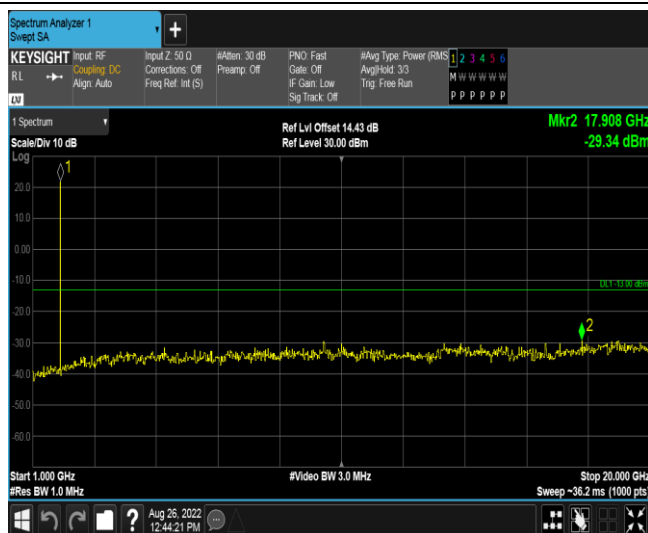 Spectrum Analyzer 1
Swept SA
+
KEYSIGHT Input: RF Input Z: 50 Ω #Atten: 30 dB PNO: Fast #Avg Type: Power (RMS 1 2 3 4 5 6
RL Coupling: DC Corrections: Off Preamp: Off Gate: Off Avg|Hold: 3/3 M W W W W W
Align: Auto Freq Ref: Int (S) IF Gain: Low Trig: Free Run
Sig Track: Off P P P P P P
LXI
1 Spectrum Ref Lvl Offset 14.43 dB Mkr2 17.908 GHz
Scale/Div 10 dB Ref Level 30.00 dBm -29.34 dBm
Log
1
20.0
10.0
0.00
-10.0
DL1 -13.00 dBm
2
-20.0
-30.0
-40.0
-50.0
-60.0
Start 1.000 GHz #Video BW 3.0 MHz Stop 20.000 GHz
#Res BW 1.0 MHz Sweep ~36.2 ms (1000 pts)
? Aug 26, 2022
12:44:21 PM